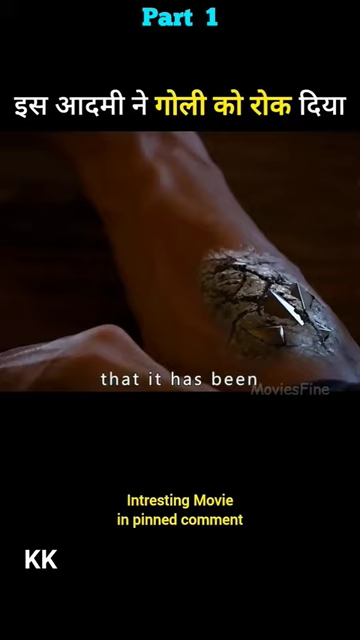 Part 1
इस आदमी ने गोली को रोक दिया
that it has been
MoviesFine
Intresting Movie
in pinned comment
KK